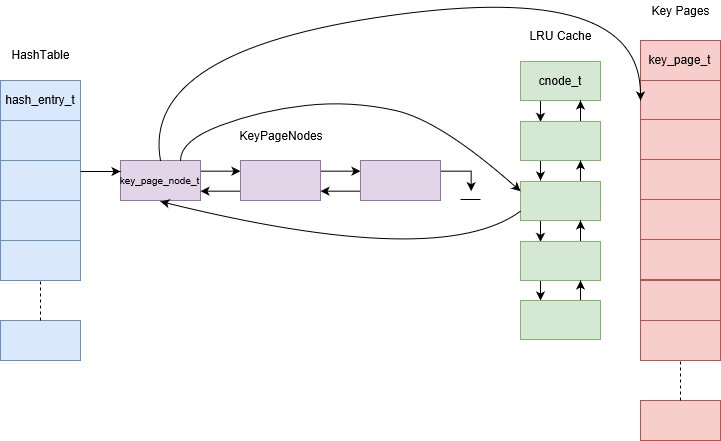 Key Pages
LRU Cache
HashTable
key_page_t
cnode_t
hash_entry_t
KeyPageNodes
key_page_node_t